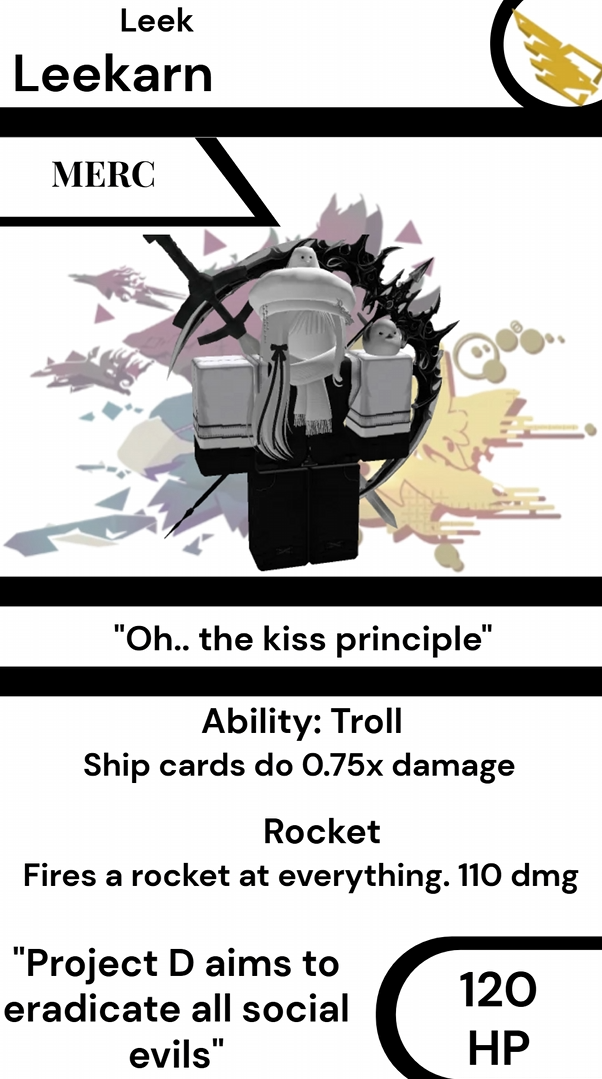 Leek
Leekarn
MERC
"Oh.. the kiss principle"
Ability: Troll
Ship cards do 0.75x damage
Rocket
Fires a rocket at everything. 110 dmg
"Project D aims to
eradicate all social
evils"
120
HP